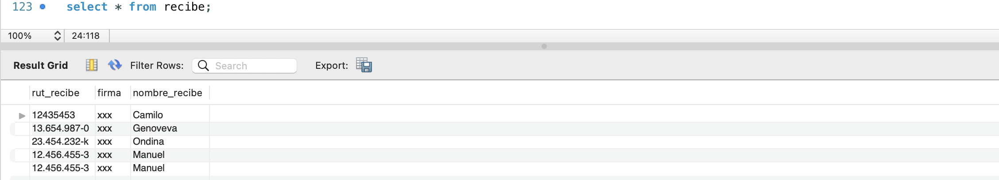 123 select * from recibe;
100% 24:118
Result Grid Filter Rows: Search Export:
rut_recibe firma nombre_recibe
12435453 xxx Camilo
13.654.987-0 xxx Genoveva
23.454.232-k xxx Ondina
12.456.455-3 xxx Manuel
12.456.455-3 xxx Manuel